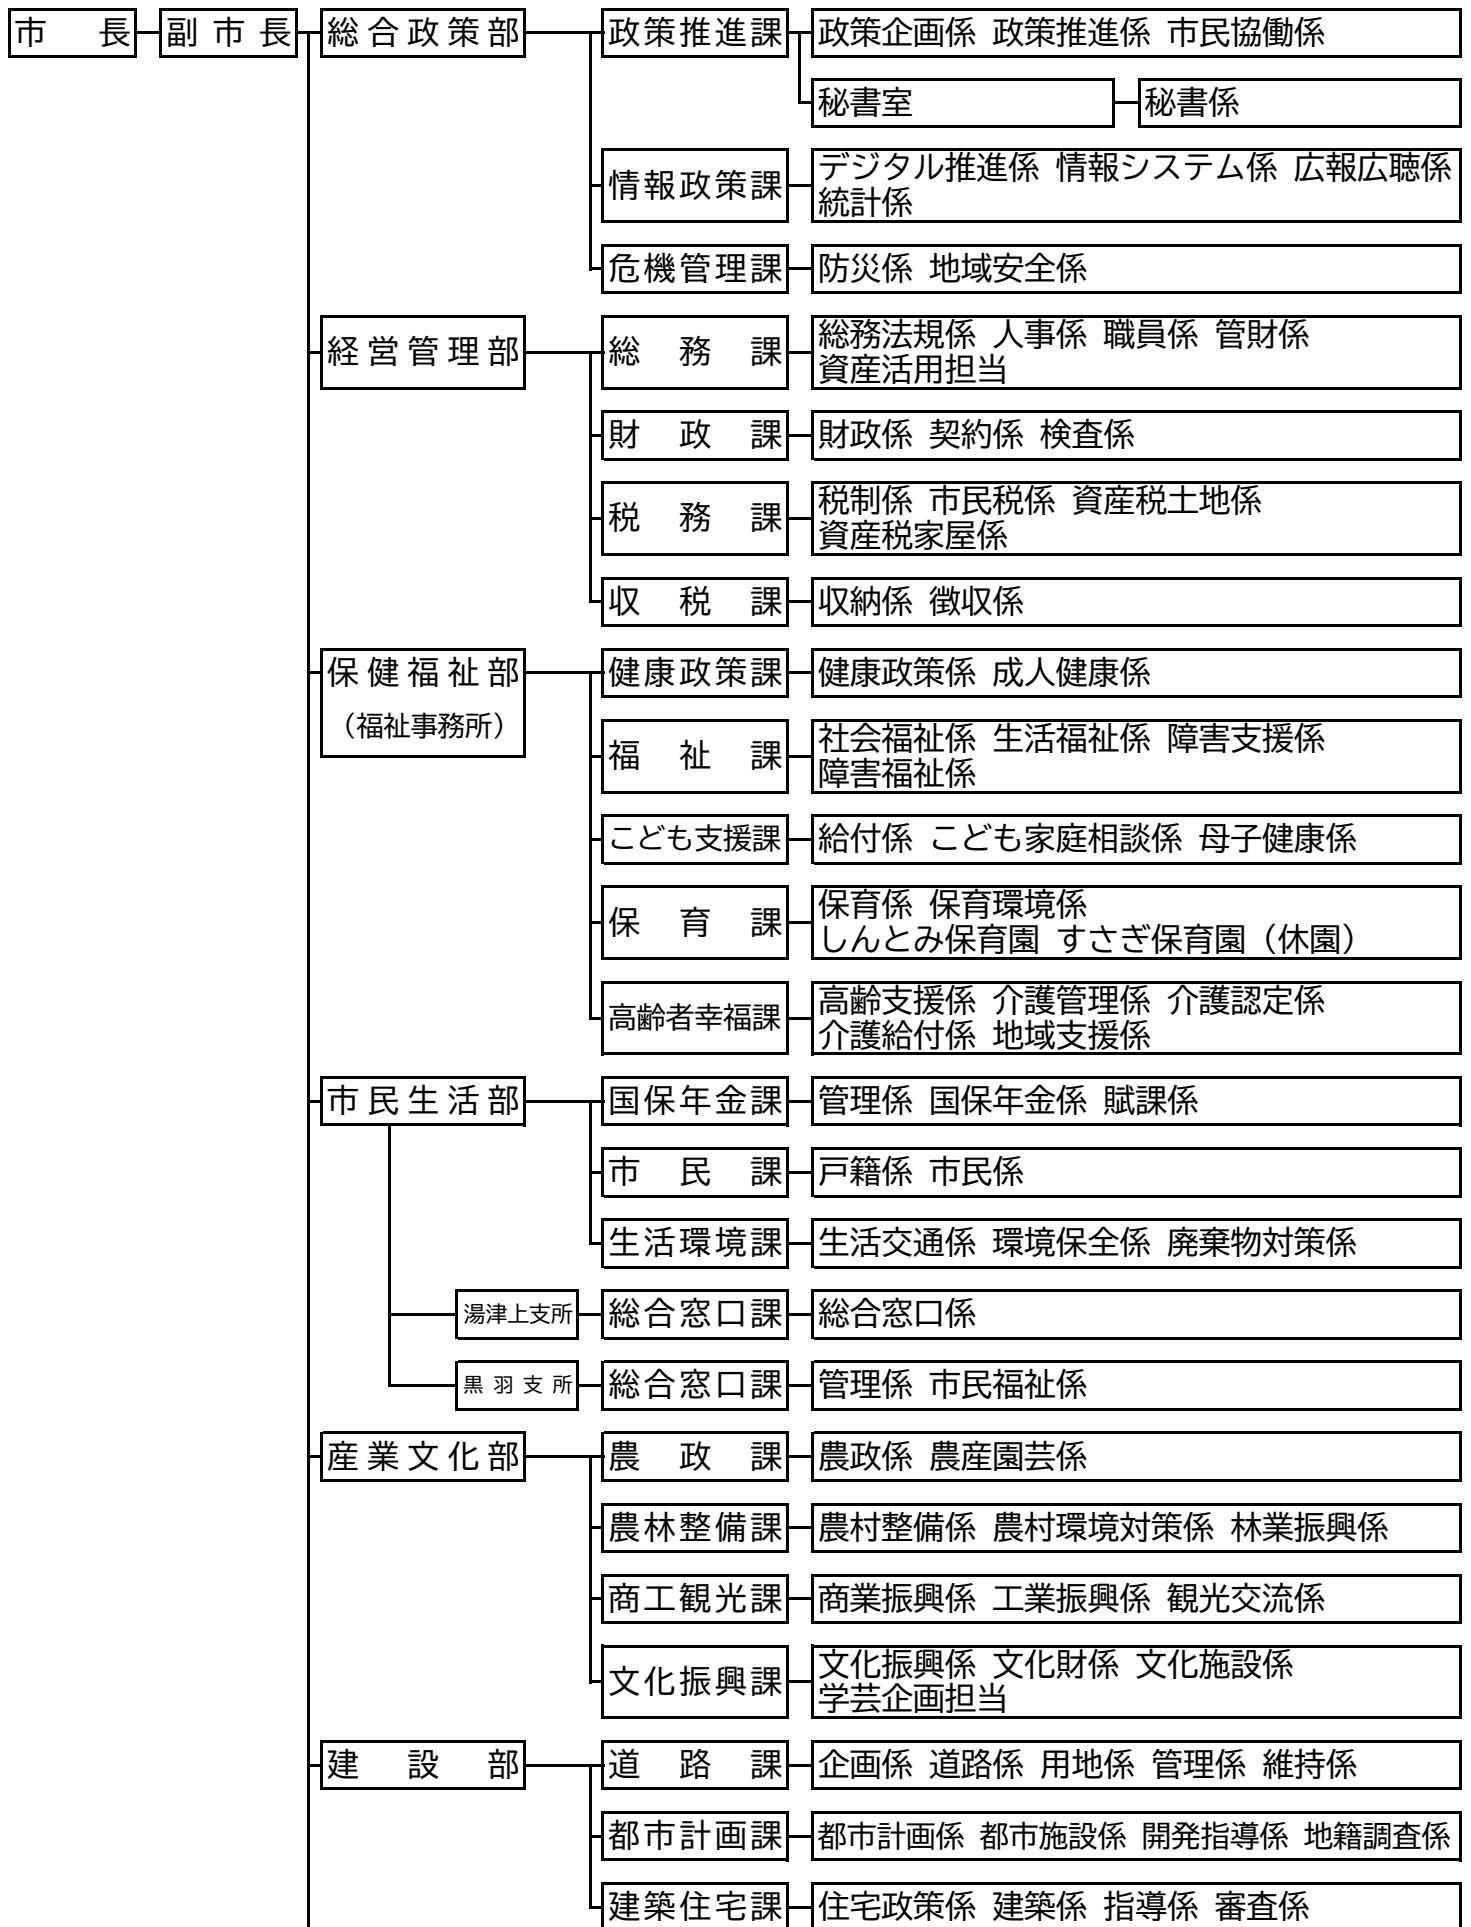 市長 副市長 総合政策部 政策推進課 政策企画係 政策推進係 市民協働係
秘書室 秘書係
情報政策課 デジタル推進係 情報システム係 広報広聴係
統計係
危機管理課 防災係 地域安全係
経営管理部 総務課 総務法規係 人事係 職員係 管財係
資産活用担当
財政課 財政係 契約係 検査係
税務課 税制係 市民税係 資産税土地係
資産税家屋係
収税課 収納係 徴収係
保健福祉部 健康政策課 健康政策係 成人健康係
（福祉事務所）
福祉課 社会福祉係 生活福祉係 障害支援係
障害福祉係
こども支援課 給付係 こども家庭相談係 母子健康係
保育課 保育係 保育環境係
しんとみ保育園 すさぎ保育園（休園）
高齢者幸福課 高齢支援係 介護管理係 介護認定係
介護給付係 地域支援係
市民生活部 国保年金課 管理係 国保年金係 賦課係
市民課 戸籍係 市民係
生活環境課 生活交通係 環境保全係 廃棄物対策係
湯津上支所 総合窓口課 総合窓口係
黒羽支所 総合窓口課 管理係 市民福祉係
産業文化部 農政課 農政係 農産園芸係
農林整備課 農村整備係 農村環境対策係 林業振興係
商工観光課 商業振興係 工業振興係 観光交流係
文化振興課 文化振興係 文化財係 文化施設係
学芸企画担当
建設部 道路課 企画係 道路係 用地係 管理係 維持係
都市計画課 都市計画係 都市施設係 開発指導係 地籍調査係
建築住宅課 住宅政策係 建築係 指導係 審査係